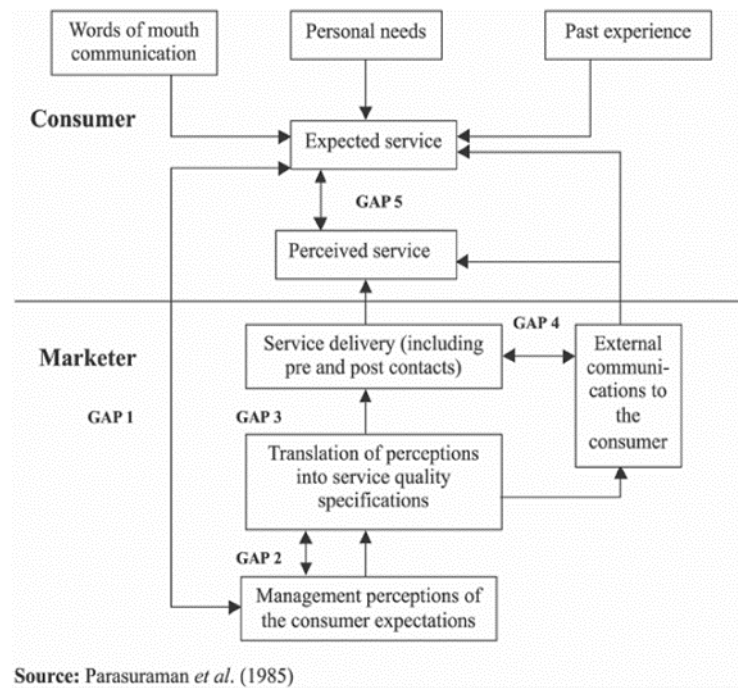 Words of mouth
communication
Personal needs
Past experience
Consumer
Expected service
GAP 5
Perceived service
GAP 4
Marketer
Service delivery (including
pre and post contacts)
External
communi-
cations to
the
consumer
GAP 1
GAP 3
Translation of perceptions
into service quality
specifications
GAP 2
Management perceptions of
the consumer expectations
Source: Parasuraman et al. (1985)